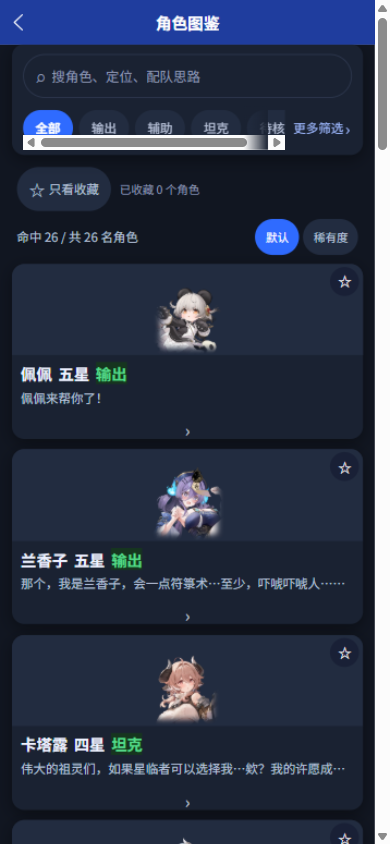 角色图鉴
搜角色、定位、配队思路
全部 输出 辅助 坦克 待核 更多筛选›
☆ 只看收藏 已收藏 0 个角色
命中 26 / 共 26 名角色 默认 稀有度
佩佩 五星 输出
佩佩来帮你了！
兰香子 五星 输出
那个，我是兰香子，会一点符箓术…至少，吓唬吓唬人……
卡塔露 四星 坦克
伟大的祖灵们，如果星临者可以选择我…欸？我的许愿成…